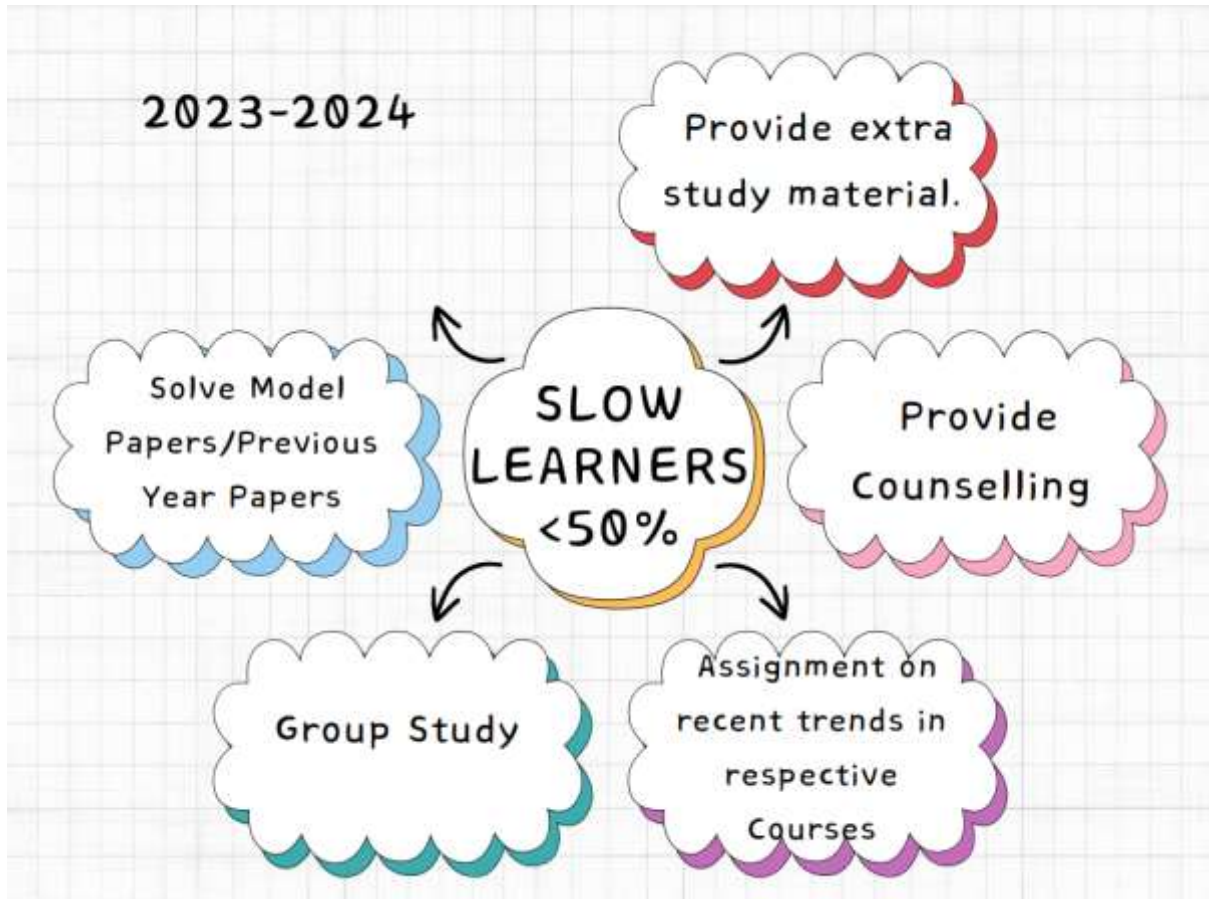 2023-2024
Provide extra
study material.
Solve Model
Papers/Previous
Year Papers
SLOW
LEARNERS
<50%
Provide
Counselling
Group Study
Assignment on
recent trends in
respective
Courses